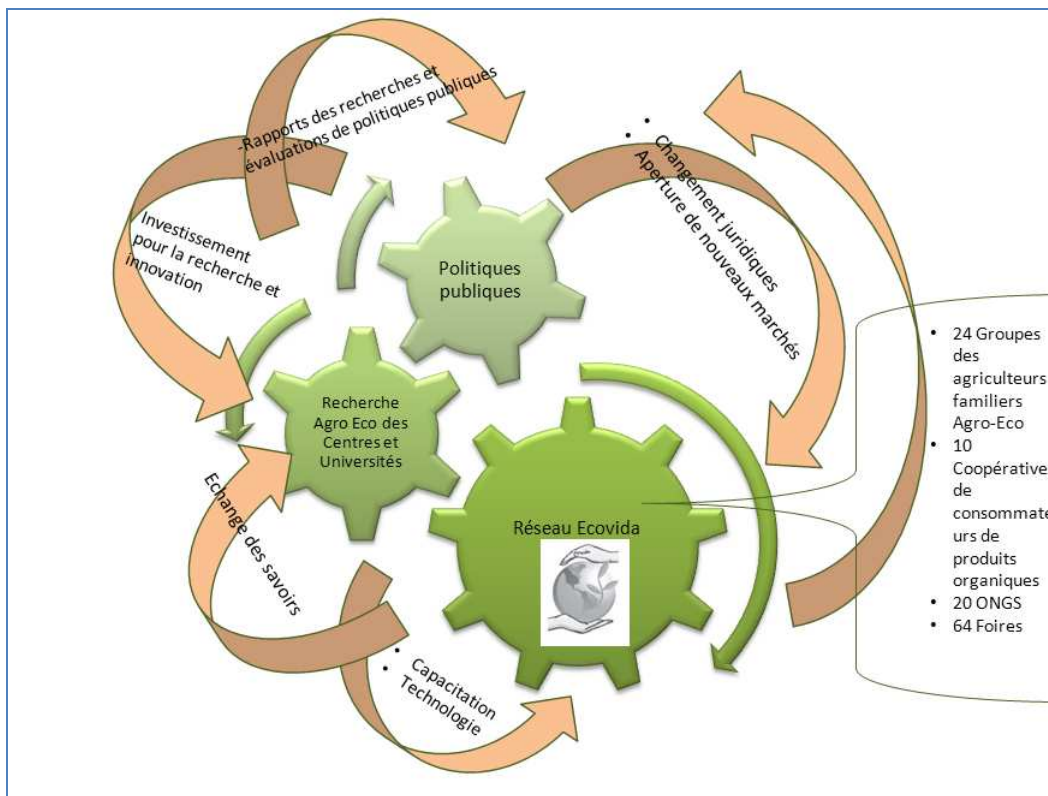 -Rapports des recherches et
évaluations de politiques publiques
Investissement
pour la recherche et
innovation
• Changement juridiques
• Aperture de nouveaux marchés
Politiques
publiques
Recherche
Agro Eco des
Centres et
Universités
Réseau Ecovida
Echange des savoirs
• Capacitation
• Technologie
• 24 Groupes
des
agriculteurs
familiers
Agro-Eco
• 10
Coopérative
de
consommate
urs de
produits
organiques
• 20 ONGS
• 64 Foires